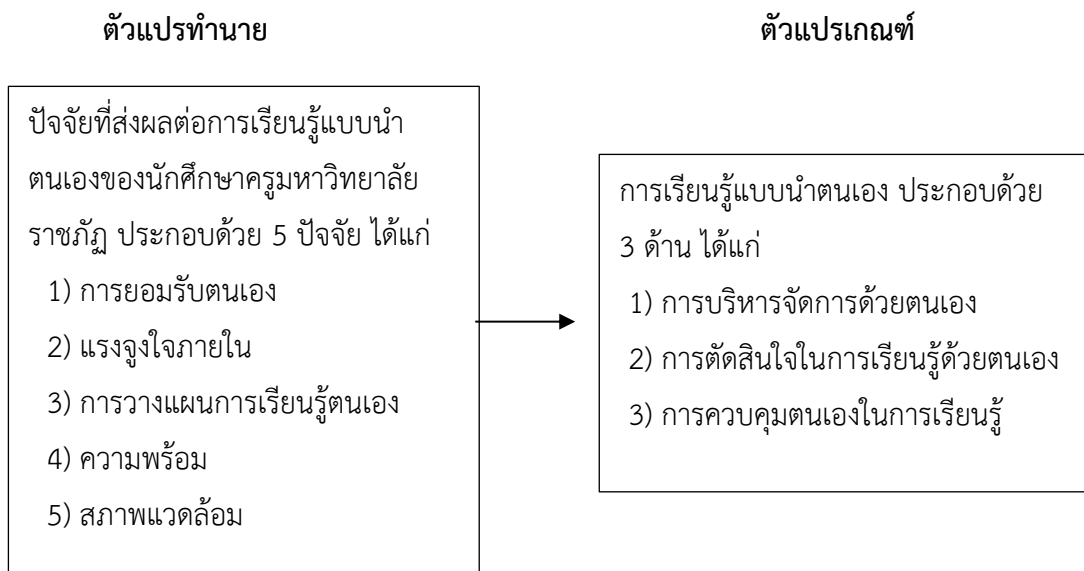 ตัวแปรทำนาย
ตัวแปรเกณฑ์
ปัจจัยที่ส่งผลต่อการเรียนรู้แบบนำ
ตนเองของนักศึกษาครูมหาวิทยาลัย
ราชภัฏ ประกอบด้วย 5 ปัจจัย ได้แก่
1) การยอมรับตนเอง
2) แรงจูงใจภายใน
3) การวางแผนการเรียนรู้ตนเอง
4) ความพร้อม
5) สภาพแวดล้อม
การเรียนรู้แบบนำตนเอง ประกอบด้วย
3 ด้าน ได้แก่
1) การบริหารจัดการด้วยตนเอง
2) การตัดสินใจในการเรียนรู้ด้วยตนเอง
3) การควบคุมตนเองในการเรียนรู้